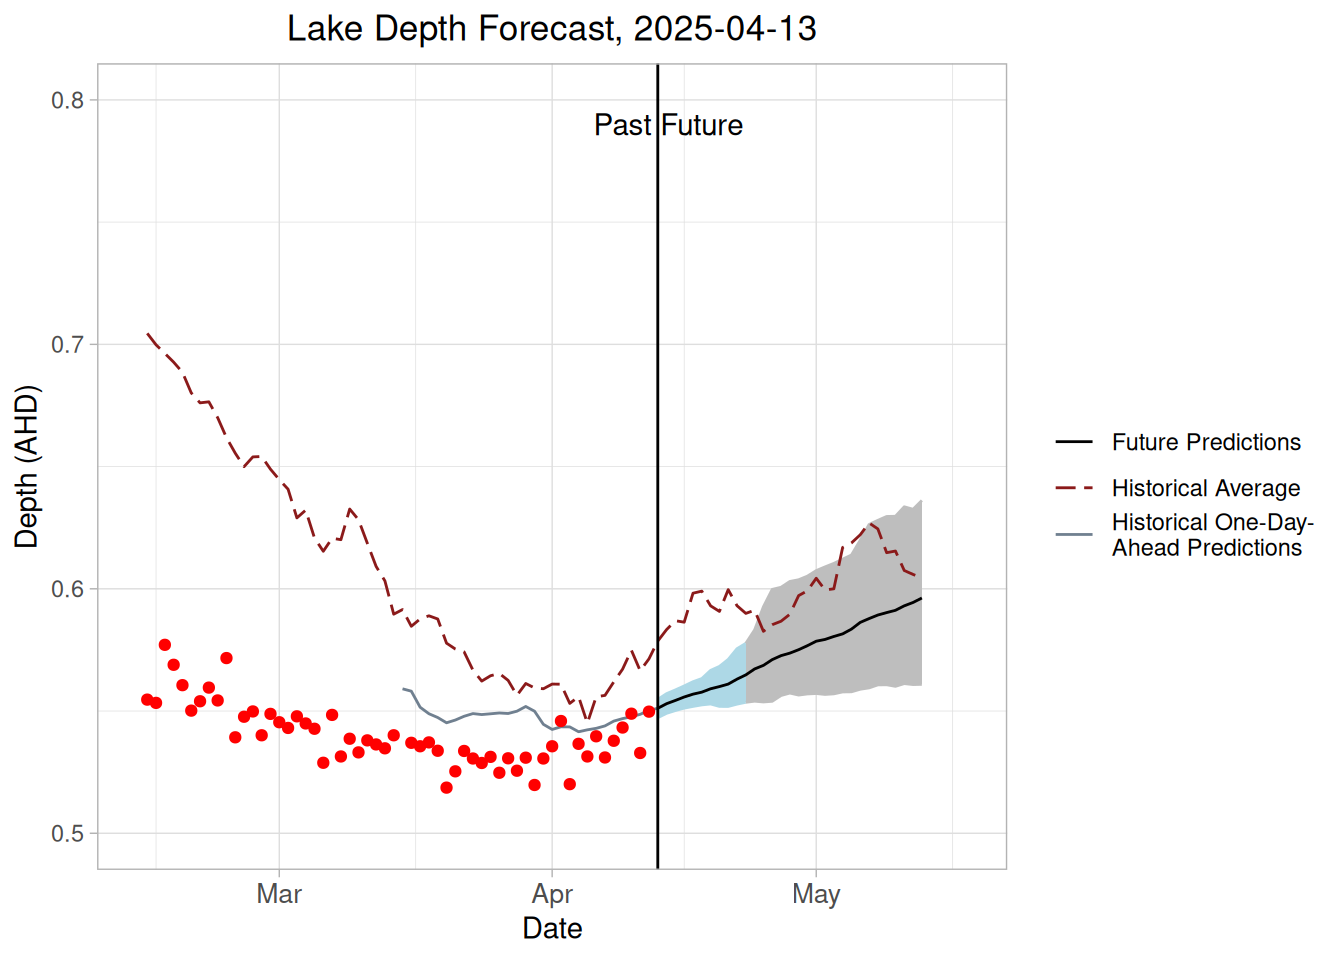 Lake Depth Forecast, 2025-04-13
Past Future
0.8
0.7
0.6
0.5
Depth (AHD)
Mar Apr May
Date
Future Predictions
Historical Average
Historical One-Day-
Ahead Predictions